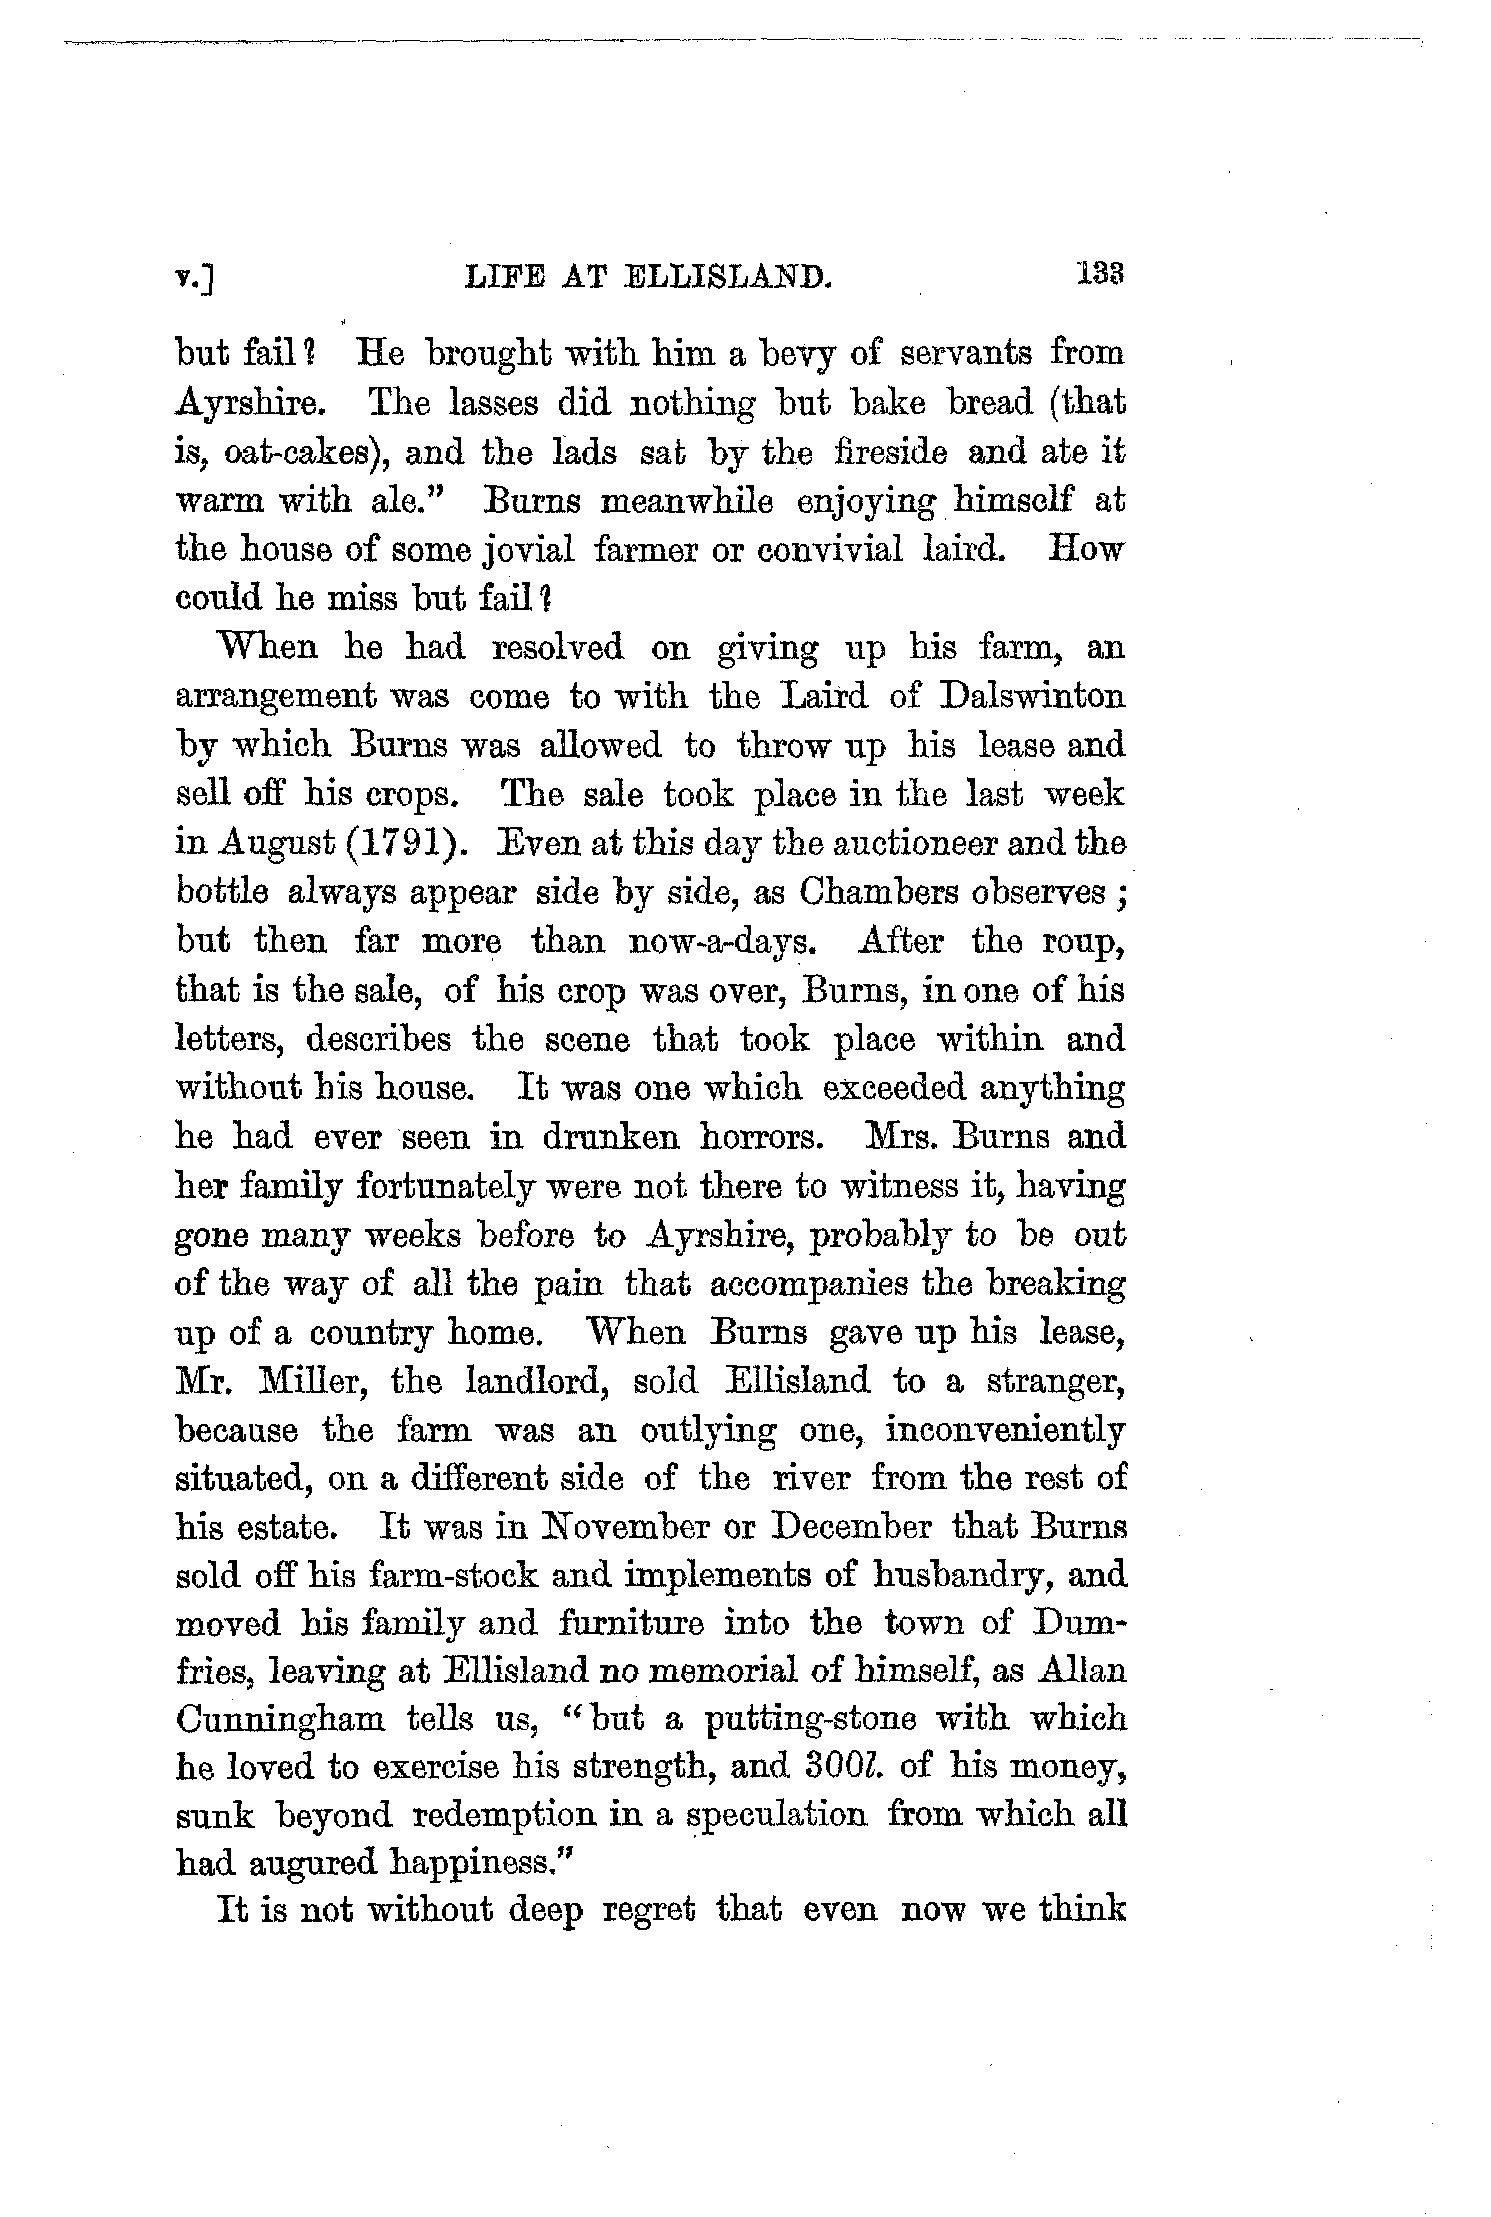 v.] LIFE AT ELLISLAND. 133
but fail? He brought with him a bevy of servants from
Ayrshire. The lasses did nothing but bake bread (that
is, oat-cakes), and the lads sat by the fireside and ate it
warm with ale." Burns meanwhile enjoying himself at
the house of some jovial farmer or convivial laird. How
could he miss but fail?
When he had resolved on giving up his farm, an
arrangement was come to with the Laird of Dalswinton
by which Burns was allowed to throw up his lease and
sell off his crops. The sale took place in the last week
in August (1791). Even at this day the auctioneer and the
bottle always appear side by side, as Chambers observes;
but then far more than now-a-days. After the roup,
that is the sale, of his crop was over, Burns, in one of his
letters, describes the scene that took place within and
without his house. It was one which exceeded anything
he had ever seen in drunken horrors. Mrs. Burns and
her family fortunately were not there to witness it, having
gone many weeks before to Ayrshire, probably to be out
of the way of all the pain that accompanies the breaking
up of a country home. When Burns gave up his lease,
Mr. Miller, the landlord, sold Ellisland to a stranger,
because the farm was an outlying one, inconveniently
situated, on a different side of the river from the rest of
his estate. It was in November or December that Burns
sold off his farm-stock and implements of husbandry, and
moved his family and furniture into the town of Dum-
fries, leaving at Ellisland no memorial of himself, as Allan
Cunningham tells us, "but a putting-stone with which
he loved to exercise his strength, and 300l. of his money,
sunk beyond redemption in a speculation from which all
had augured happiness."
It is not without deep regret that even now we think